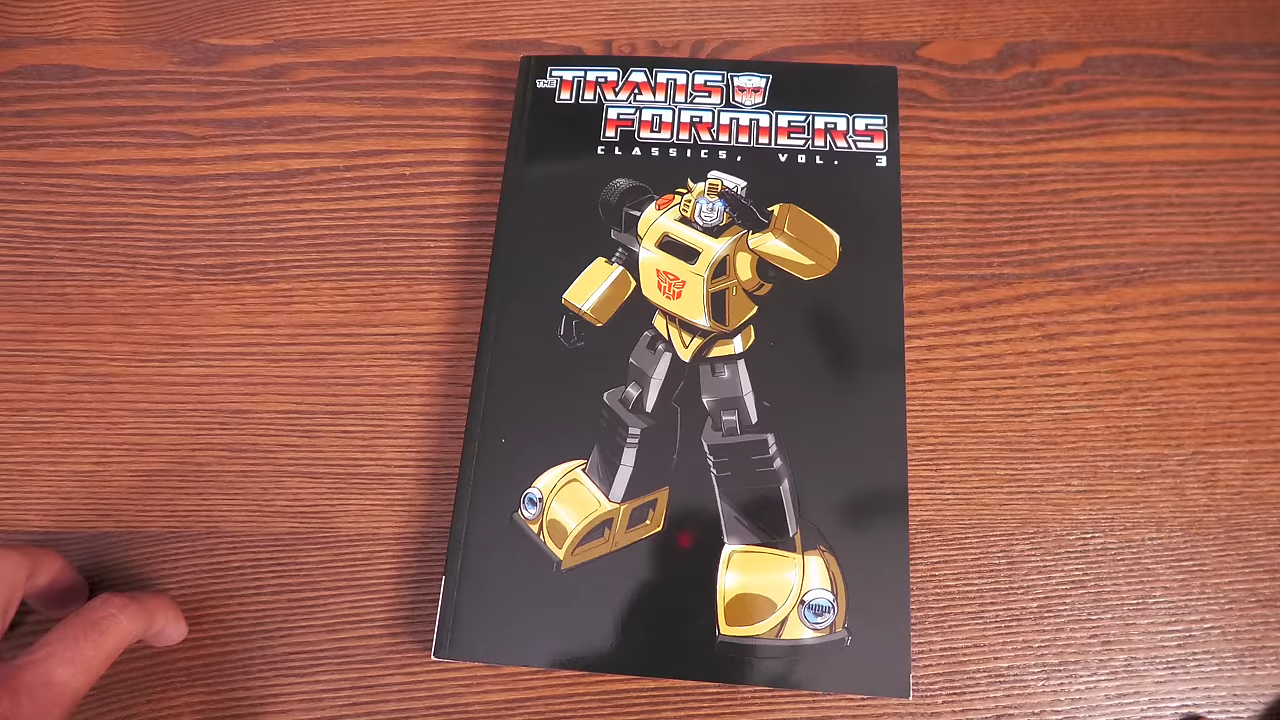 THE TRANS
FORMERS
CLASSICS, VOL. 3